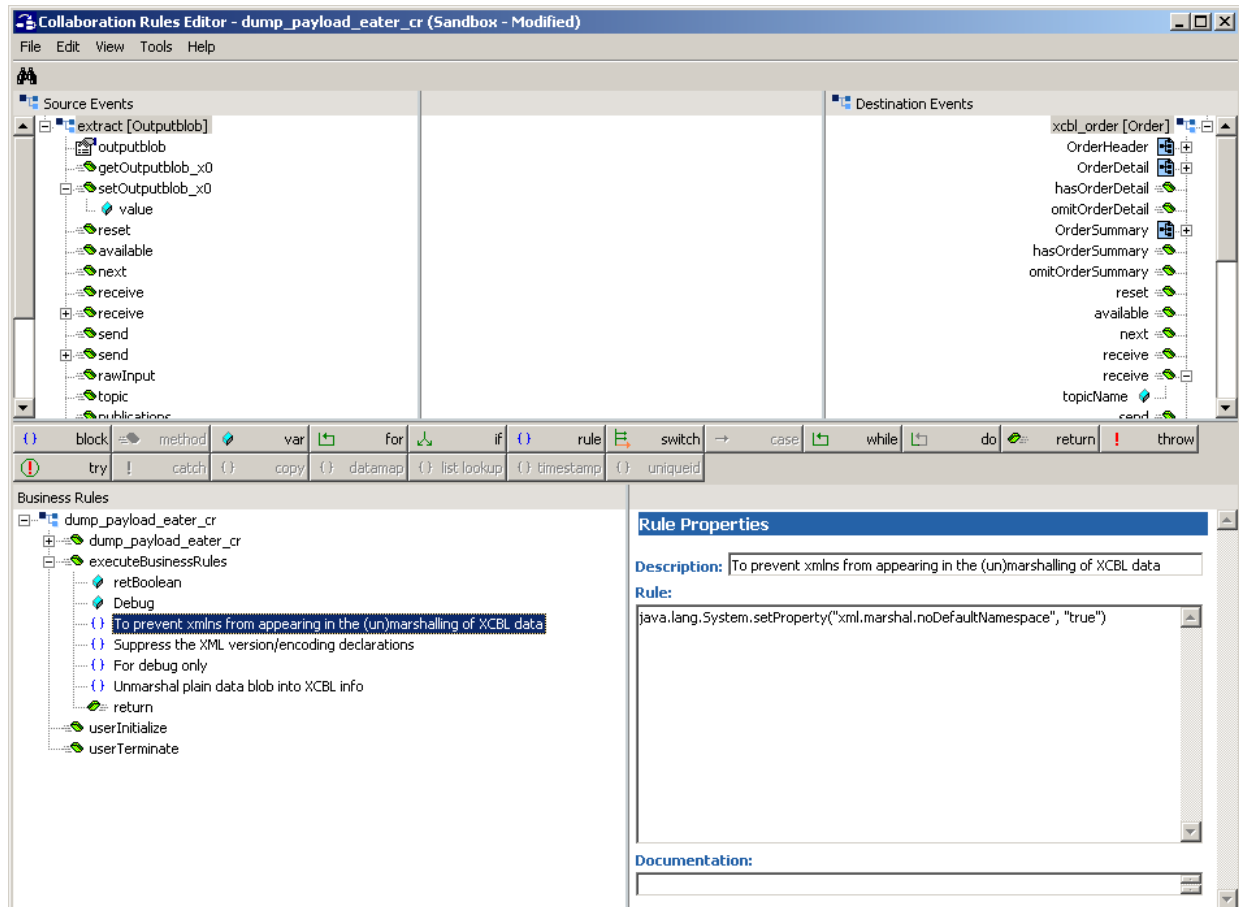 Collaboration Rules Editor - dump_payload_eater_cr (Sandbox - Modified)
File Edit View Tools Help
Source Events
extract [Outputblob]
outputblob
getOutputblob_x0
setOutputblob_x0
value
reset
available
next
receive
receive
send
send
rawInput
topic
publications
Destination Events
xcbl_order [Order]
OrderHeader
OrderDetail
hasOrderDetail
omitOrderDetail
OrderSummary
hasOrderSummary
omitOrderSummary
reset
available
next
receive
receive
topicName
send
block method var for if rule switch case while do return throw
try catch copy datamap list lookup timestamp uniqueid
Business Rules
dump_payload_eater_cr
dump_payload_eater_cr
executeBusinessRules
retBoolean
Debug
To prevent xmlns from appearing in the (un)marshalling of XCBL data
Suppress the XML version/encoding declarations
For debug only
Unmarshal plain data blob into XCBL info
return
userInitialize
userTerminate
Rule Properties
Description: To prevent xmlns from appearing in the (un)marshalling of XCBL data
Rule:
java.lang.System.setProperty("xml.marshal.noDefaultNamespace", "true")
Documentation: